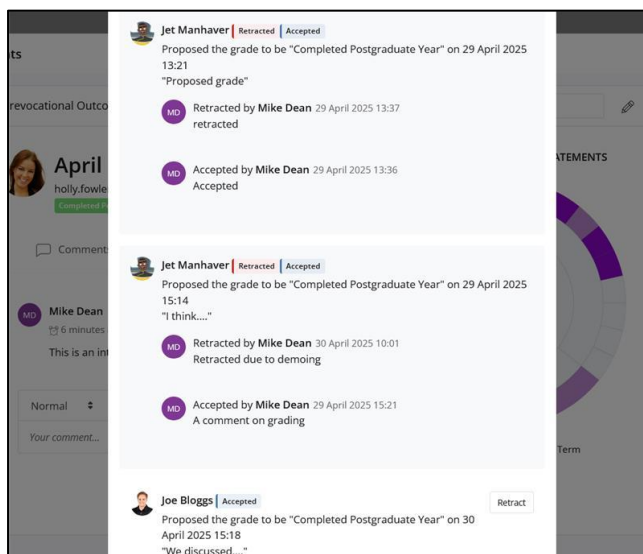 Jet Manhaver Retracted Accepted
Proposed the grade to be "Completed Postgraduate Year" on 29 April 2025
13:21
"Proposed grade"
MD Retracted by Mike Dean 29 April 2025 13:37
retracted
MD Accepted by Mike Dean 29 April 2025 13:36
Accepted
Jet Manhaver Retracted Accepted
Proposed the grade to be "Completed Postgraduate Year" on 29 April 2025
15:14
"I think...."
MD Retracted by Mike Dean 30 April 2025 10:01
Retracted due to demoing
MD Accepted by Mike Dean 29 April 2025 15:21
A comment on grading
Joe Bloggs Accepted
Retract
Proposed the grade to be "Completed Postgraduate Year" on 30
April 2025 15:18
"We discussed...."
nts
revocational Outco
April
holly.fowle
Completed P
Comment
MD Mike Dean
6 minutes
This is an int
Normal
Your comment...
ATEMENTS
Term